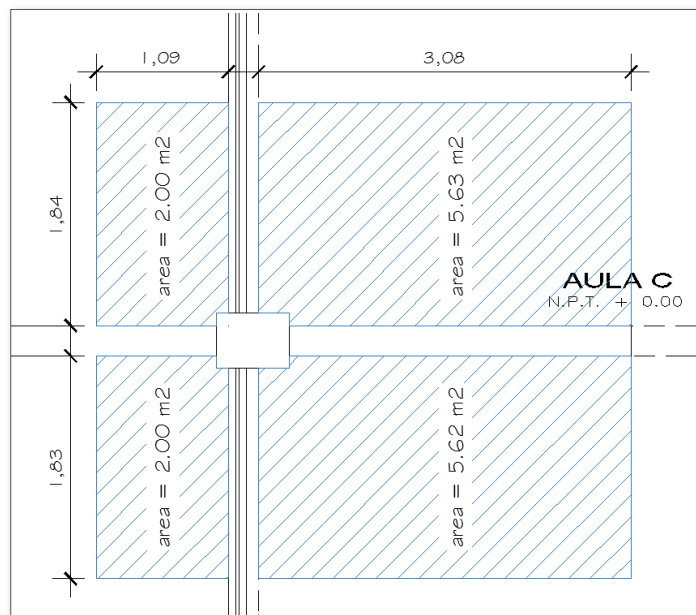 1,09
3,08
1,84
area = 2.00 m2
area = 5.63 m2
AULA C
N.P.T. + 0.00
1,83
area = 2.00 m2
area = 5.62 m2